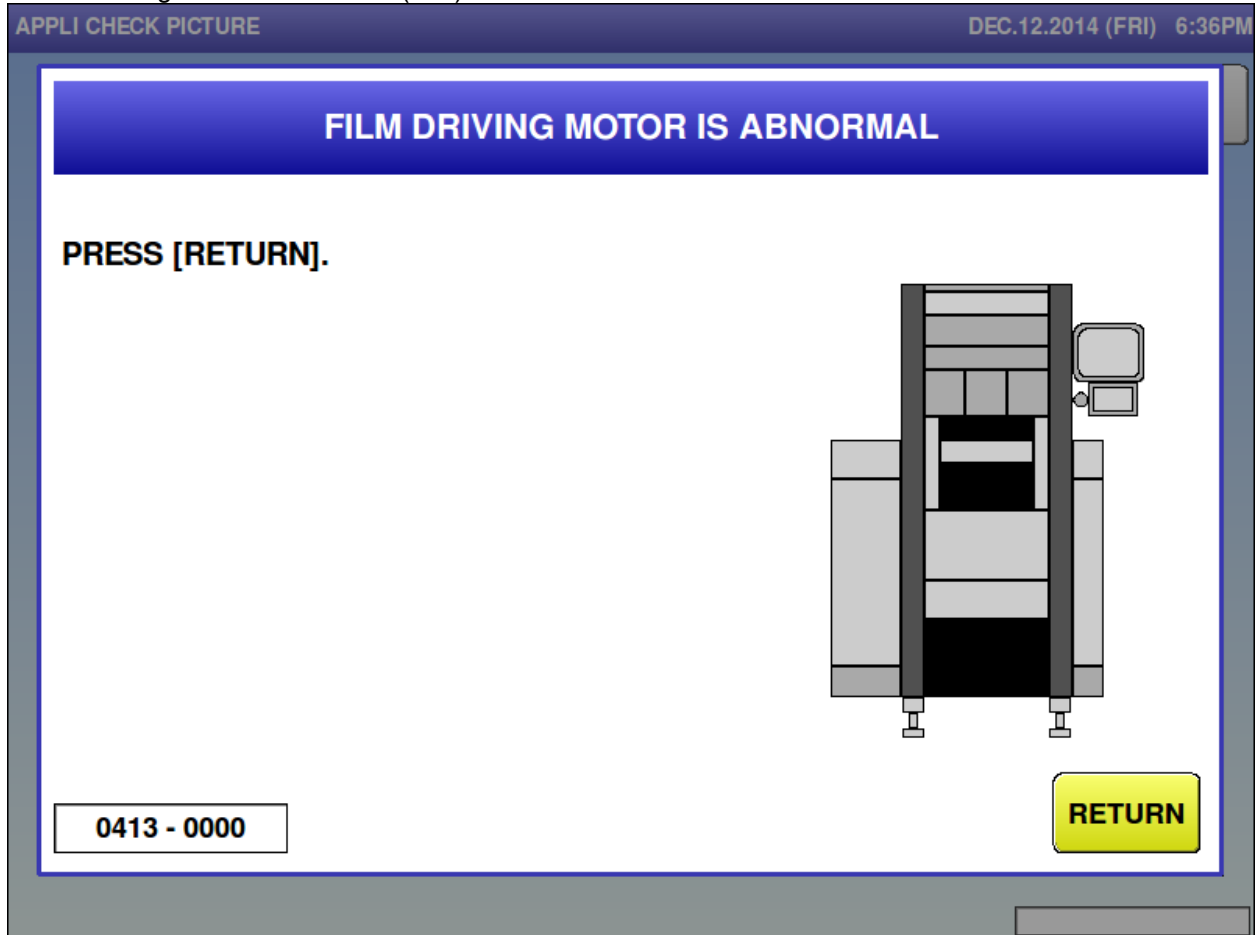 APPLI CHECK PICTURE DEC.12.2014 (FRI) 6:36PM
FILM DRIVING MOTOR IS ABNORMAL
PRESS [RETURN].
0413 - 0000
RETURN